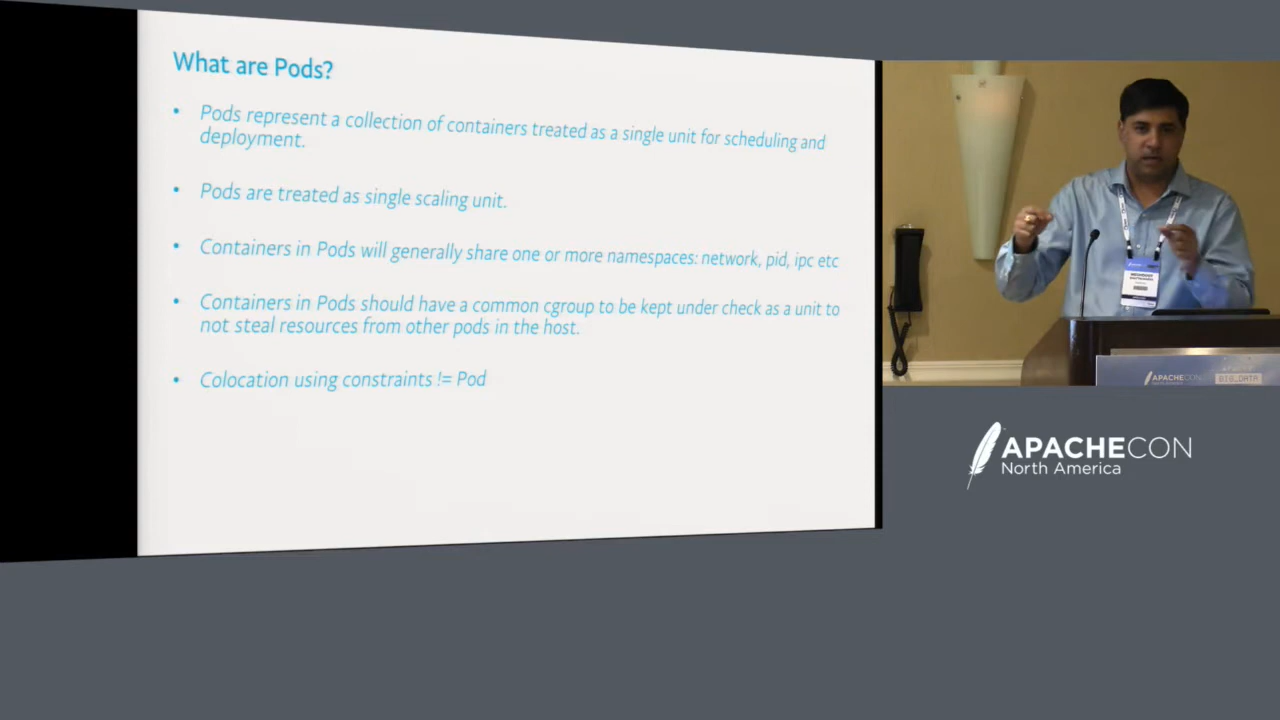 What are Pods?
• Pods represent a collection of containers treated as a single unit for scheduling and
deployment.
• Pods are treated as single scaling unit.
• Containers in Pods will generally share one or more namespaces: network, pid, ipc etc
• Containers in Pods should have a common cgroup to be kept under check as a unit to
not steal resources from other pods in the host.
• Colocation using constraints != Pod
APACHECON
BIG_DATA
APACHECON
North America